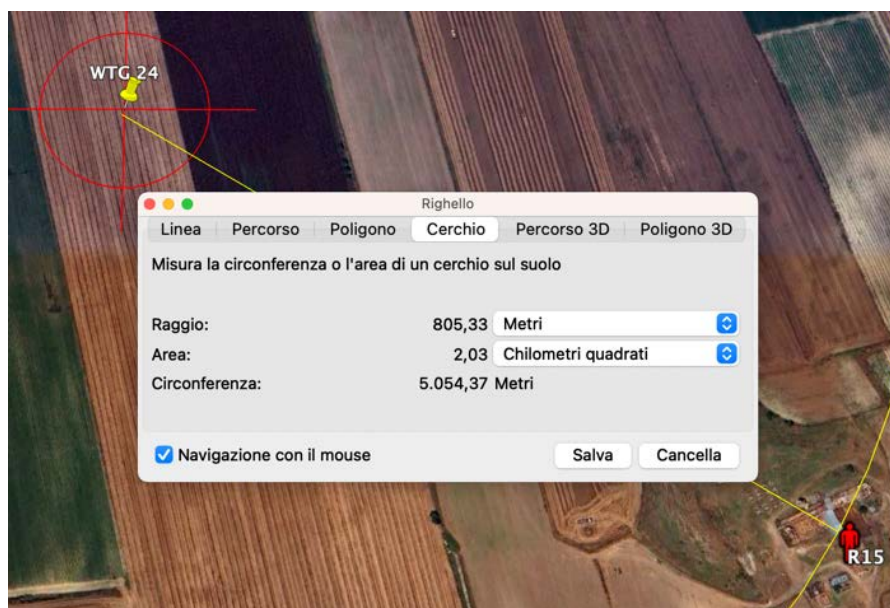 WTG 24
Righello
Linea Percorso Poligono Cerchio Percorso 3D Poligono 3D
Misura la circonferenza o l'area di un cerchio sul suolo
Raggio: 805,33 Metri
Area: 2,03 Chilometri quadrati
Circonferenza: 5.054,37 Metri
Navigazione con il mouse Salva Cancella
R15